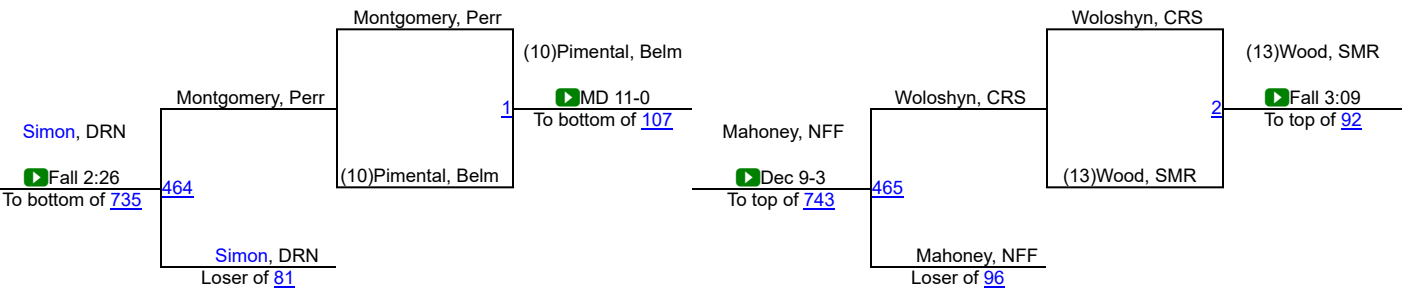 Montgomery, Perr
(10)Pimental, Belm
Montgomery, Perr
1
MD 11-0
To bottom of 107
Simon, DRN
Fall 2:26
(10)Pimental, Belm
464
To bottom of 735
Simon, DRN
Loser of 81
Woloshyn, CRS
(13)Wood, SMR
Woloshyn, CRS
2
Fall 3:09
To top of 92
Mahoney, NFF
Dec 9-3
(13)Wood, SMR
465
To top of 743
Mahoney, NFF
Loser of 96